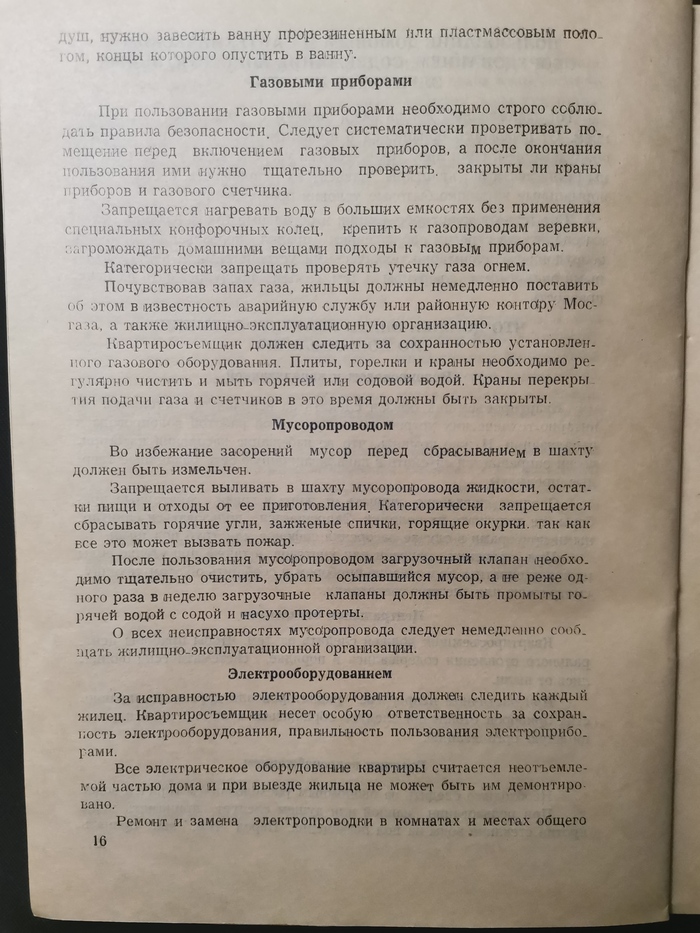 душ, нужно завесить ванну прорезиненным или пластмассовым поло-
гом, концы которого опустить в ванну.
Газовыми приборами
При пользовании газовыми приборами необходимо строго соблю-
дать правила безопасности. Следует систематически проветривать по-
мещение перед включением газовых приборов, а после окончания
пользования ими нужно тщательно проверить, закрыты ли краны
приборов и газового счетчика.
Запрещается нагревать воду в больших емкостях без применения
специальных конфорочных колец, крепить к газопроводам веревки,
загромождать домашними вещами подходы к газовым приборам.
Категорически запрещать проверять утечку газа огнем.
Почувствовав запах газа, жильцы должны немедленно поставить
об этом в известность аварийную службу или районную контору Мос-
газа, а также жилищно-эксплуатационную организацию.
Квартиросъемщик должен следить за сохранностью установлен-
ного газового оборудования. Плиты, горелки и краны необходимо ре-
гулярно чистить и мыть горячей или содовой водой. Краны перекры-
тия подачи газа и счетчиков в это время должны быть закрыты.
Мусоропроводом
Во избежание засорений мусор перед сбрасыванием в шахту
должен быть измельчен.
Запрещается выливать в шахту мусоропровода жидкости, остат-
ки пищи и отходы от ее приготовления. Категорически запрещается
сбрасывать горячие угли, зажженые спички, горящие окурки. так как
все это может вызвать пожар.
После пользования мусоропроводом загрузочный клапан необхо-
димо тщательно очистить, убрать осыпавшийся мусор, а не реже од-
ного раза в неделю загрузочные клапаны должны быть промыты го-
рячей водой с содой и насухо протерты.
О всех неисправностях мусоропровода следует немедленно сооб-
щать жилищно-эксплуатационной организации.
Электрооборудованием
За исправностью электрооборудования должен следить каждый
жилец. Квартиросъемщик несет особую ответственность за сохран-
ность электрооборудования, правильность пользования электроприбо-
рами.
Все электрическое оборудование квартиры считается неотъемле-
мой частью дома и при выезде жильца не может быть им демонтиро
вано.
Ремонт и замена электропроводки в комнатах и местах общего
16